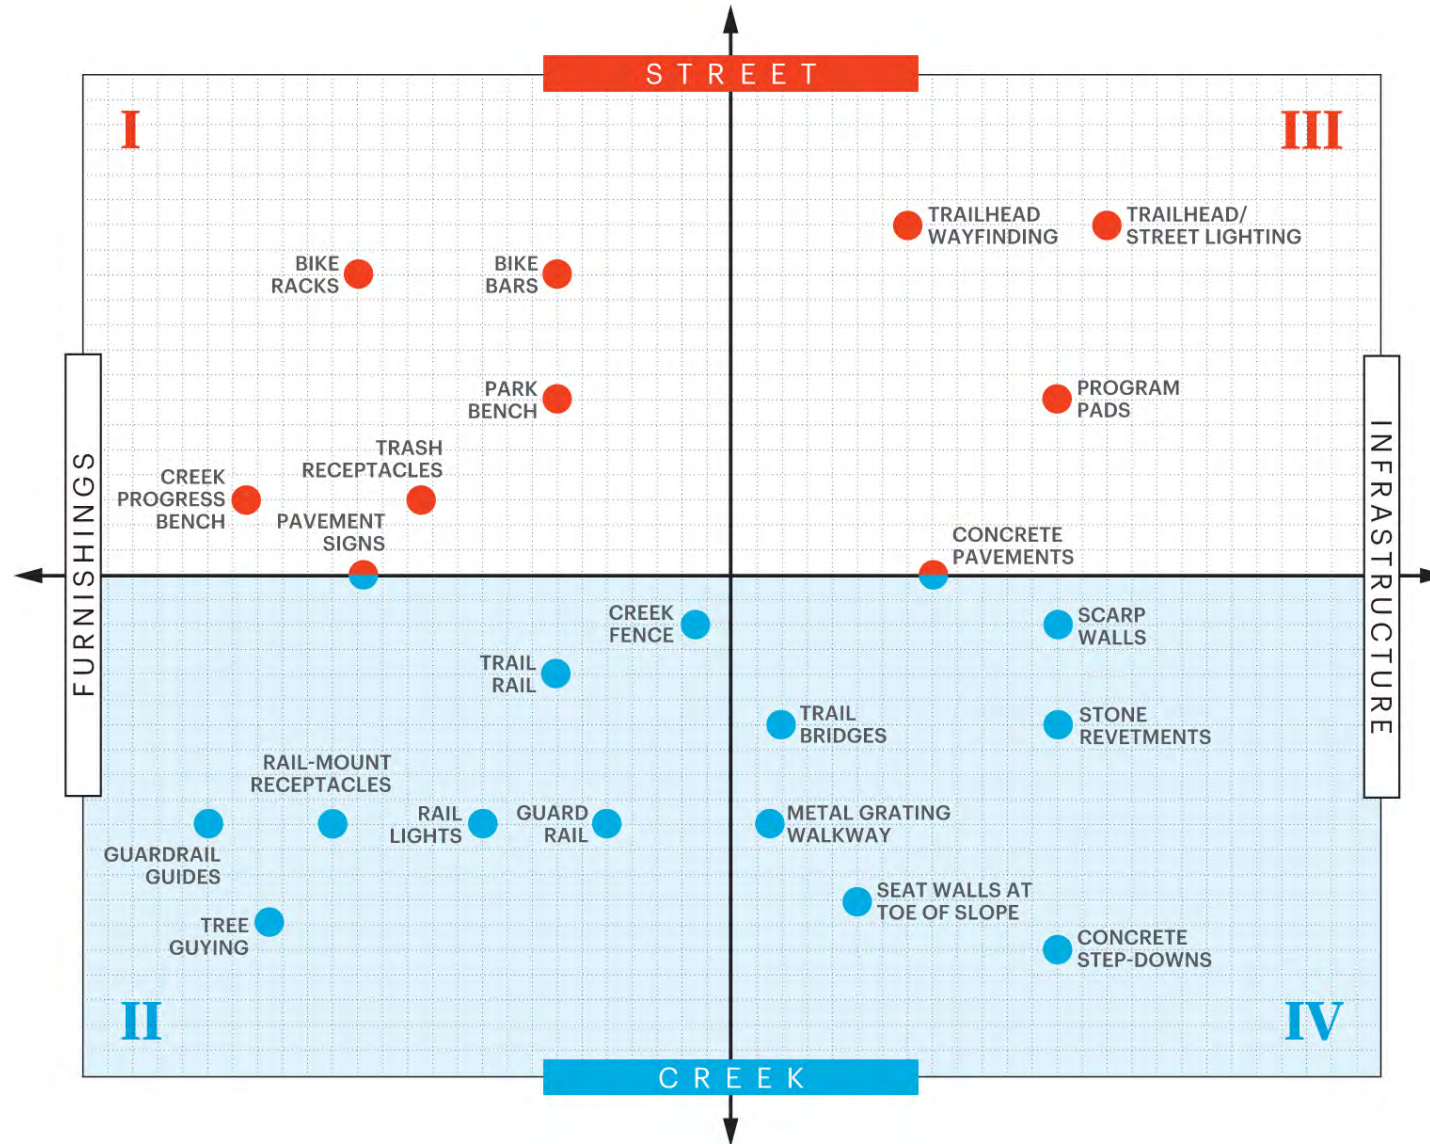 STREET
I
III
TRAILHEAD
WAYFINDING
TRAILHEAD/
STREET LIGHTING
BIKE
RACKS
BIKE
BARS
PARK
BENCH
PROGRAM
PADS
TRASH
RECEPTACLES
CREEK
PROGRESS
BENCH
PAVEMENT
SIGNS
CONCRETE
PAVEMENTS
FURNISHINGS
INFRASTRUCTURE
CREEK
FENCE
SCARP
WALLS
TRAIL
RAIL
TRAIL
BRIDGES
STONE
REVETMENTS
RAIL-MOUNT
RECEPTACLES
RAIL
LIGHTS
GUARD
RAIL
METAL GRATING
WALKWAY
GUARDRAIL
GUIDES
SEAT WALLS AT
TOE OF SLOPE
TREE
GUYING
CONCRETE
STEP-DOWNS
II
IV
CREEK